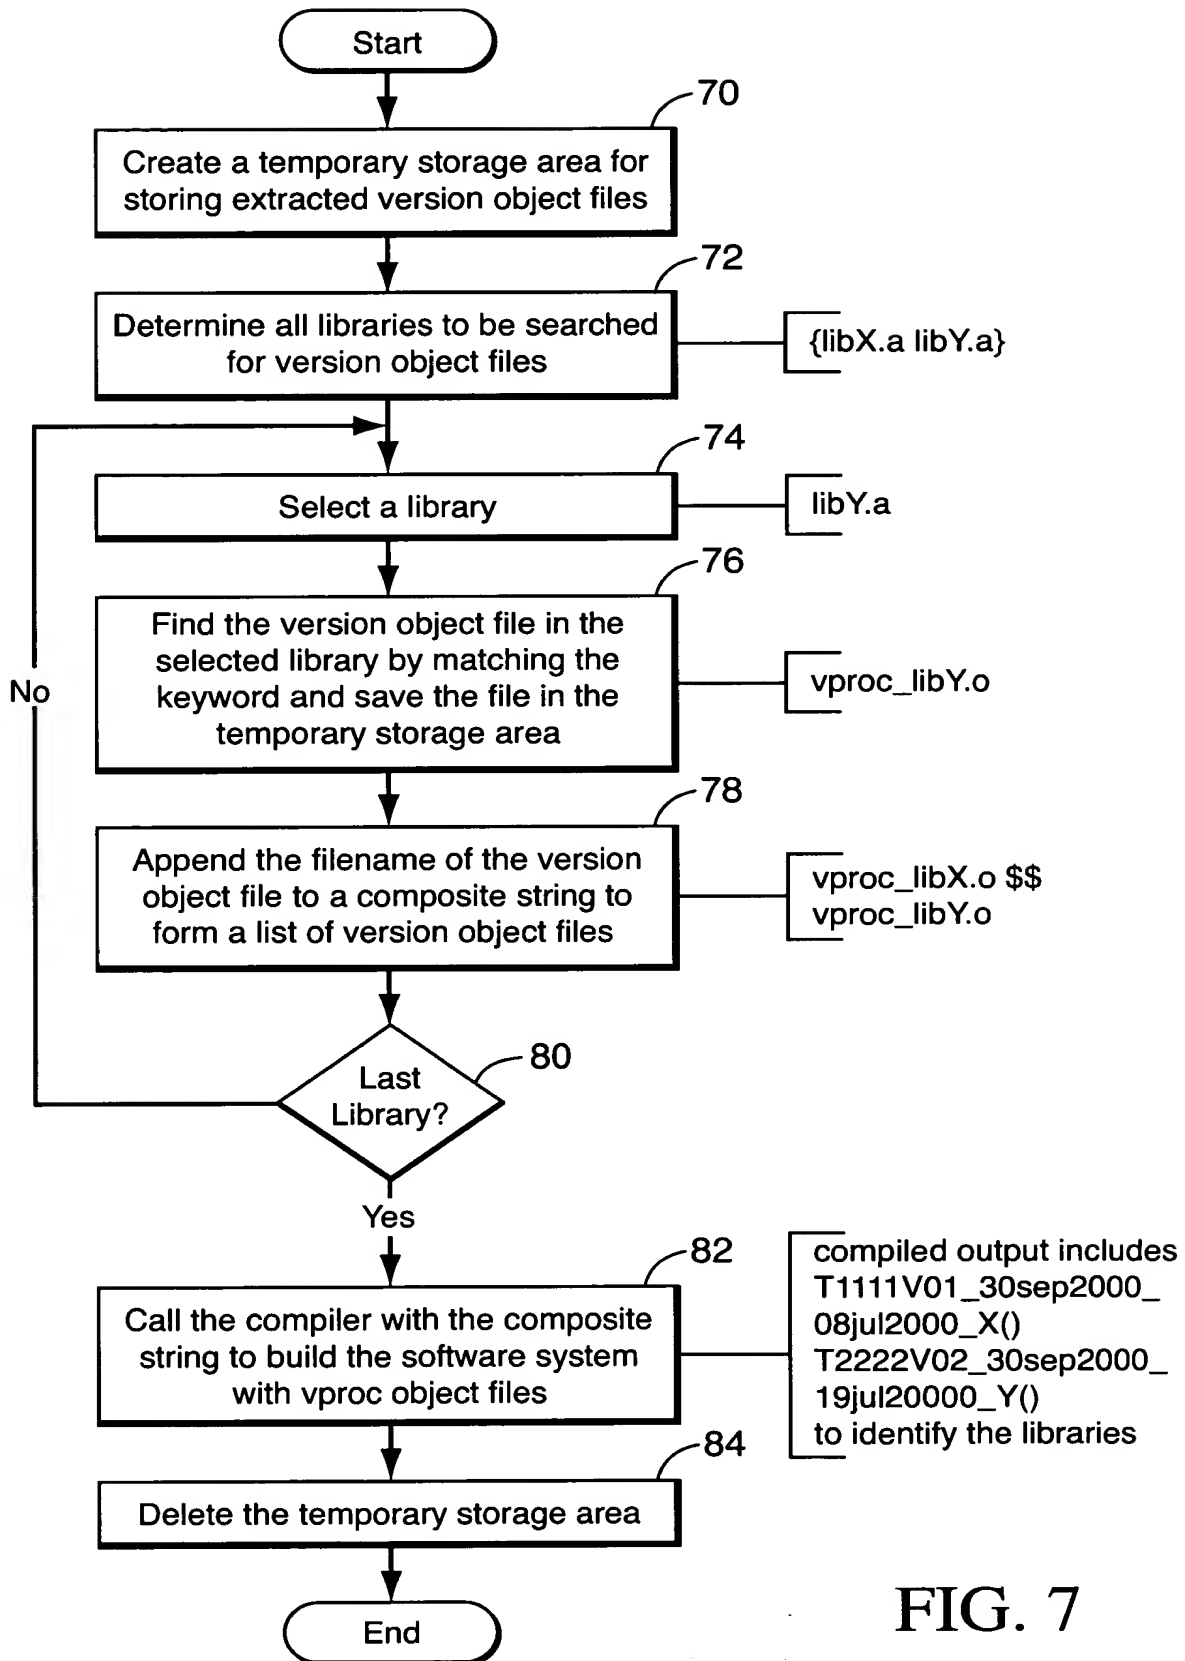 Start
70
Create a temporary storage area for
storing extracted version object files
72
Determine all libraries to be searched
for version object files
{libX.a libY.a}
74
Select a library
libY.a
76
Find the version object file in the
selected library by matching the
keyword and save the file in the
temporary storage area
vproc_libY.o
No
78
Append the filename of the version
object file to a composite string to
form a list of version object files
vproc_libX.o $$
vproc_libY.o
80
Last
Library?
Yes
82
Call the compiler with the composite
string to build the software system
with vproc object files
compiled output includes
T1111V01_30sep2000_
08jul2000_X()
T2222V02_30sep2000_
19jul20000_Y()
to identify the libraries
84
Delete the temporary storage area
End
FIG. 7